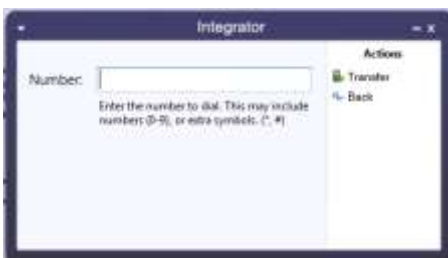 Integrator
Actions
Number:
Transfer
Back
Enter the number to dial. This may include
numbers (0-9), or extra symbols. (*, #)